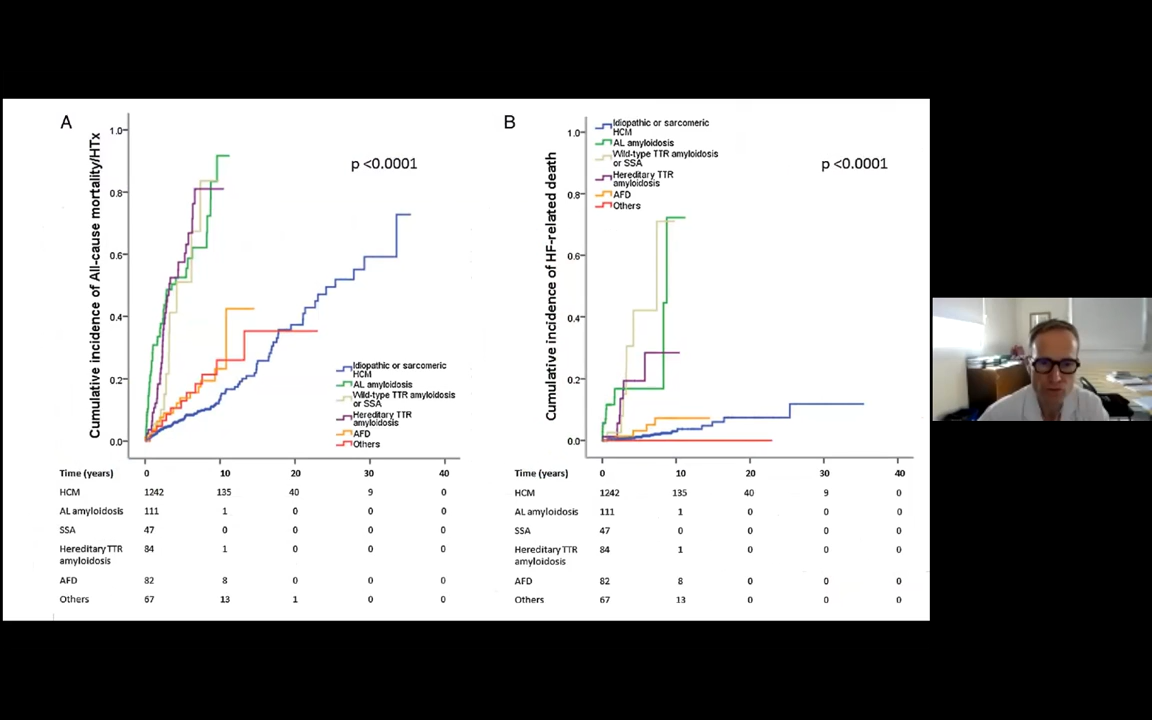 A
Cumulative incidence of All-cause mortality/HTx
1.0
0.8
0.6
0.4
0.2
0.0
p <0.0001
Idiopathic or sarcomeric
HCM
AL amyloidosis
Wild-type TTR amyloidosis
or SSA
Hereditary TTR
amyloidosis
AFD
Others
Time (years) 0 10 20 30 40
HCM 1242 135 40 9 0
AL amyloidosis 111 1 0 0 0
SSA 47 0 0 0 0
Hereditary TTR 84 1 0 0 0
amyloidosis
AFD 82 8 0 0 0
Others 67 13 1 0 0
B
Cumulative incidence of HF-related death
1.0
0.8
0.6
0.4
0.2
0.0
Idiopathic or sarcomeric
HCM
AL amyloidosis
Wild-type TTR amyloidosis
or SSA
Hereditary TTR
amyloidosis
AFD
Others
p <0.0001
Time (years) 0 10 20 30 40
HCM 1242 135 40 9 0
AL amyloidosis 111 1 0 0 0
SSA 47 0 0 0 0
Hereditary TTR 84 1 0 0 0
amyloidosis
AFD 82 8 0 0 0
Others 67 13 0 0 0